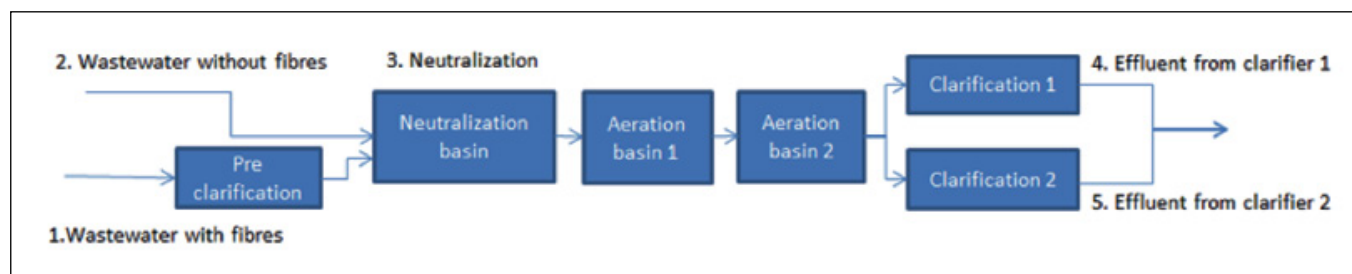 2. Wastewater without fibres
3. Neutralization
4. Effluent from clarifier 1
Neutralization
basin
Aeration
basin 1
Aeration
basin 2
Clarification 1
Pre
clarification
Clarification 2
1.Wastewater with fibres
5. Effluent from clarifier 2